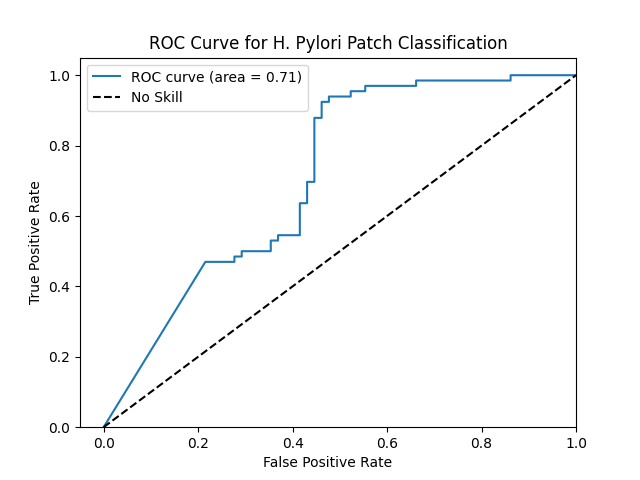 ROC Curve for H. Pylori Patch Classification
ROC curve (area = 0.71)
No Skill
True Positive Rate
1.0
0.8
0.6
0.4
0.2
0.0
0.0 0.2 0.4 0.6 0.8 1.0
False Positive Rate